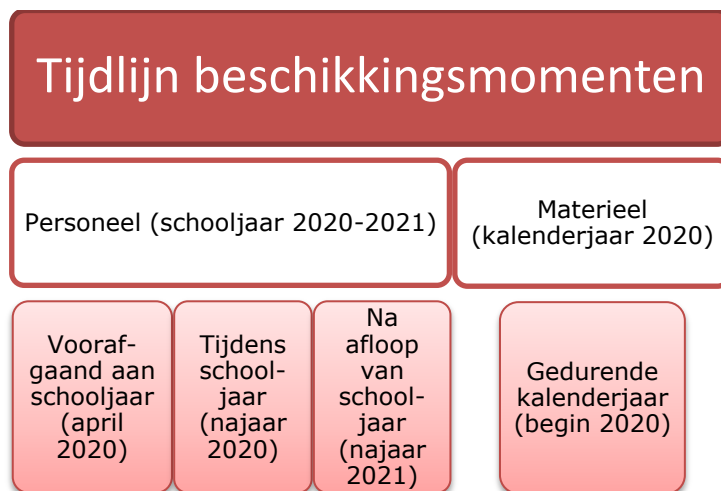 Tijdlijn beschikkingsmomenten
Personeel (schooljaar 2020-2021)
Materieel
(kalenderjaar 2020)
Vooraf-
gaand aan
schooljaar
(april
2020)
Tijdens
school-
jaar
(najaar
2020)
Na
afloop
van
school-
jaar
(najaar
2021)
Gedurende
kalenderjaar
(begin 2020)